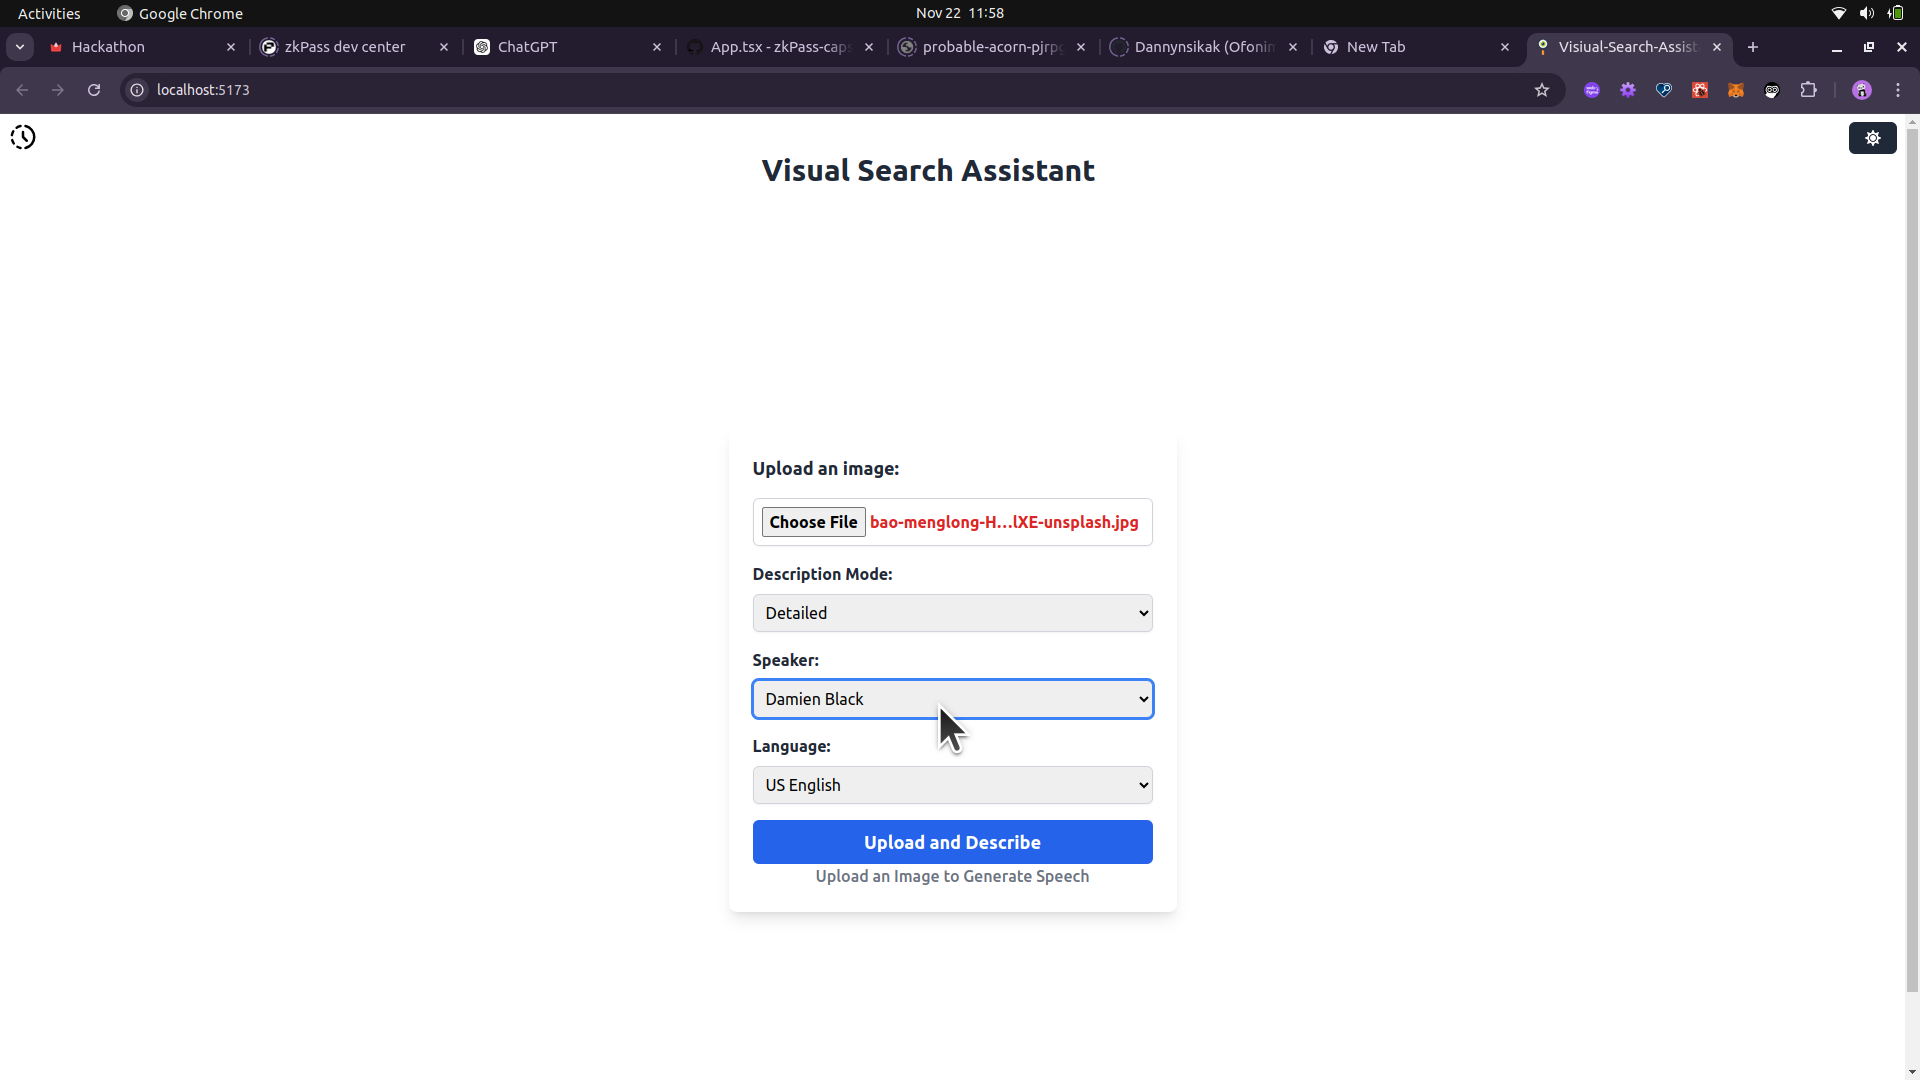 Activities Google Chrome Nov 22 11:58
Hackathon zkPass dev center ChatGPT App.tsx - zkPass-caps probable-acorn-pjrp Dannynsikak (Ofonim New Tab Visiual-Search-Assist
localhost:5173
Visual Search Assistant
Upload an image:
Choose File bao-menglong-H...lXE-unsplash.jpg
Description Mode:
Detailed
Speaker:
Damien Black
Language:
US English
Upload and Describe
Upload an Image to Generate Speech